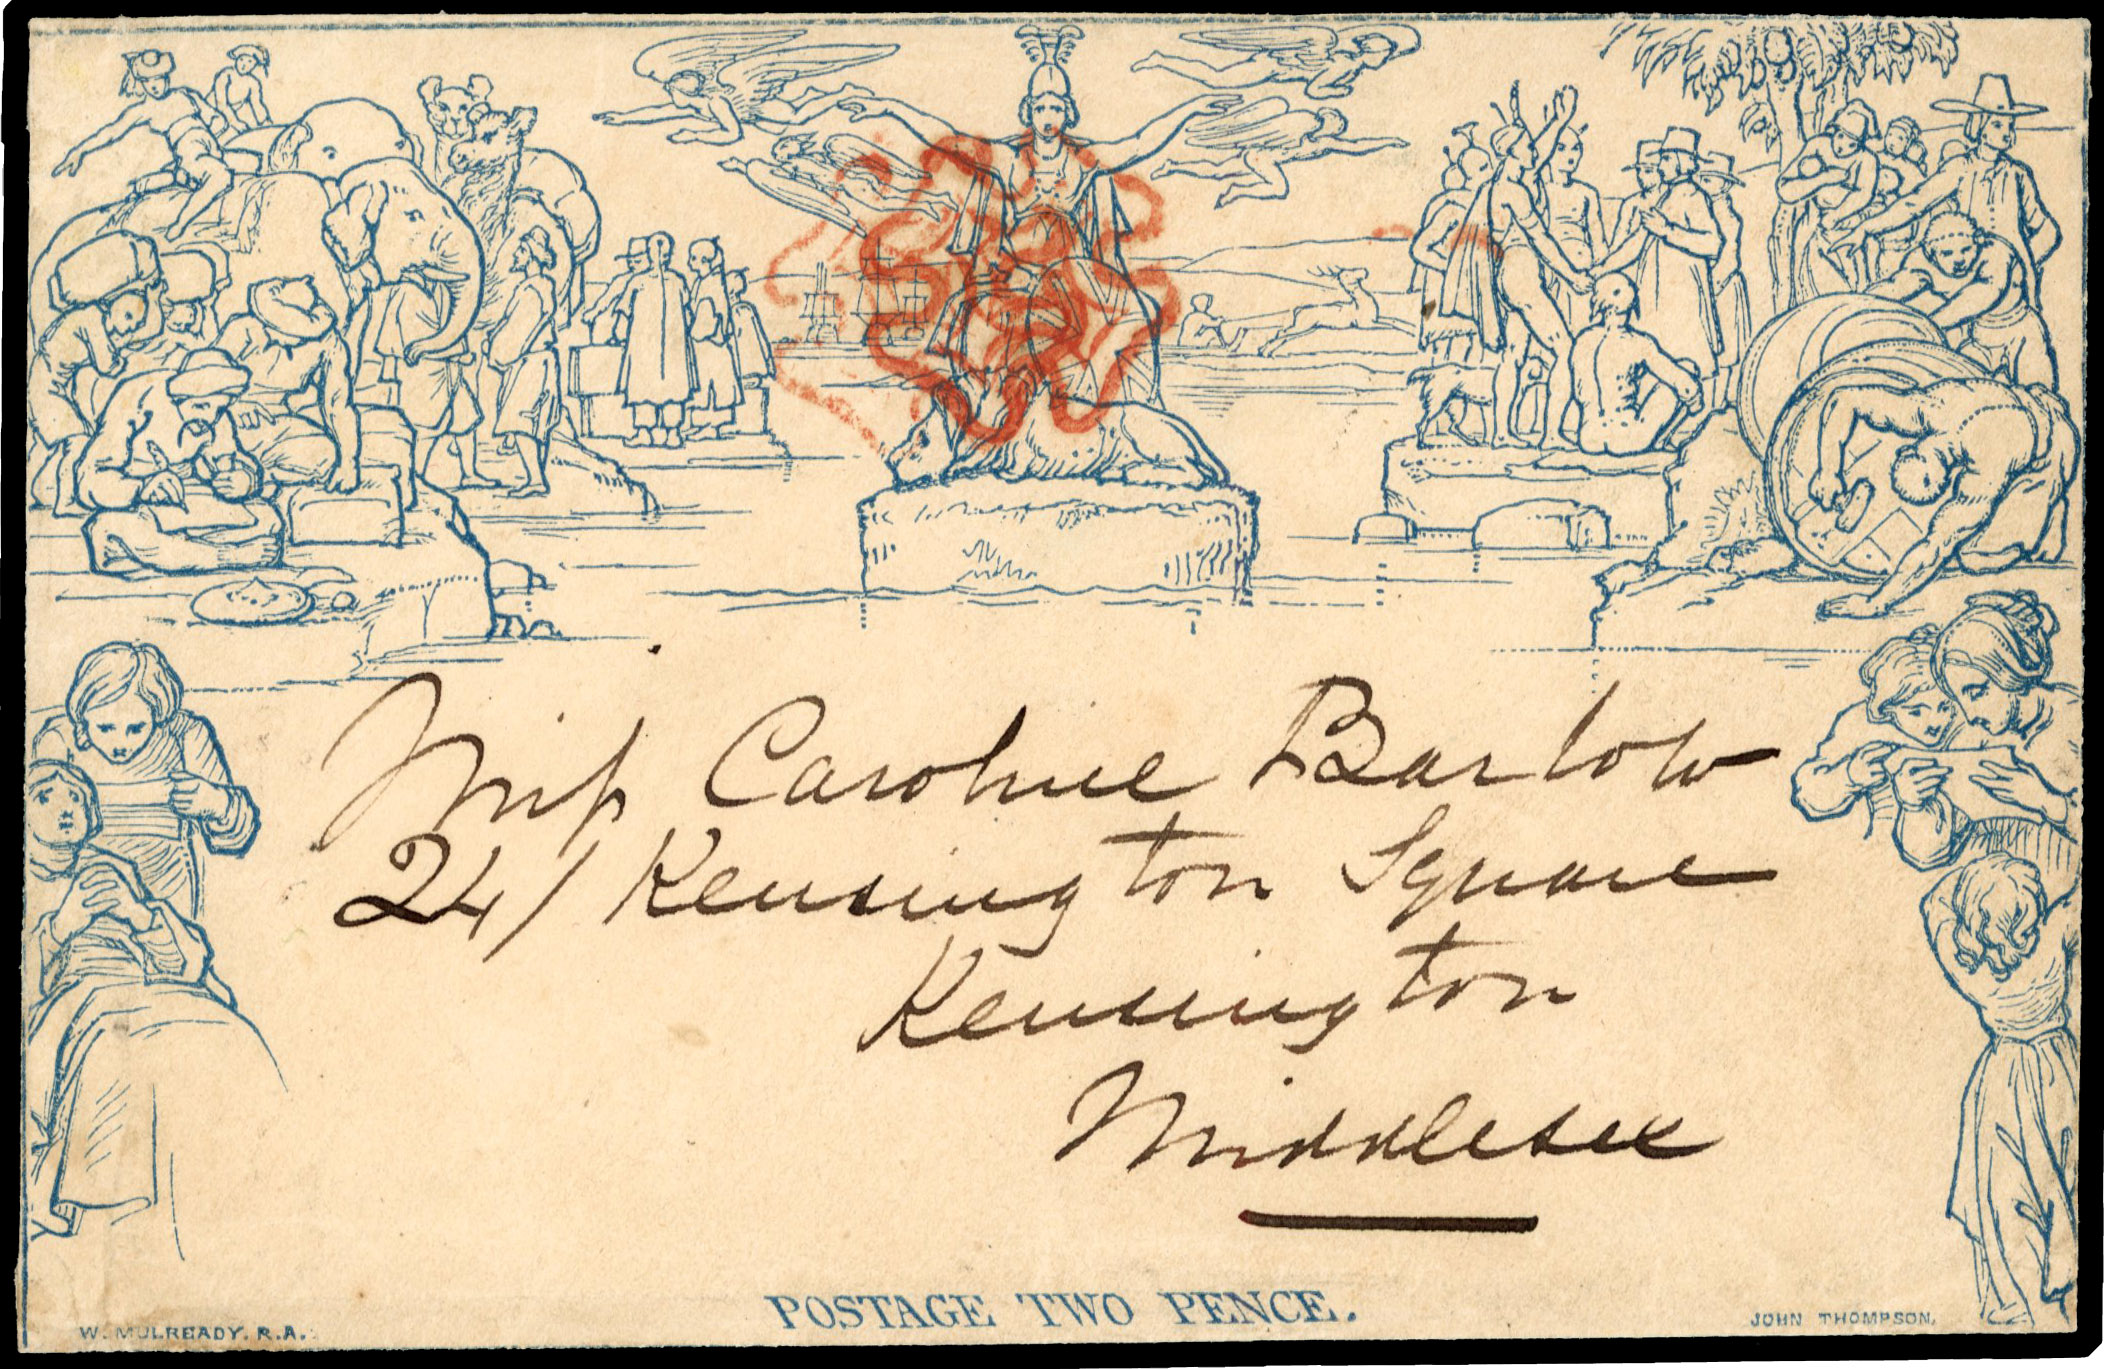 Miſs Caroline Barlow
24/ Kensington Square
Kensington
Middlesex
POSTAGE TWO PENCE.
W. MULREADY. R.A.
JOHN THOMPSON.